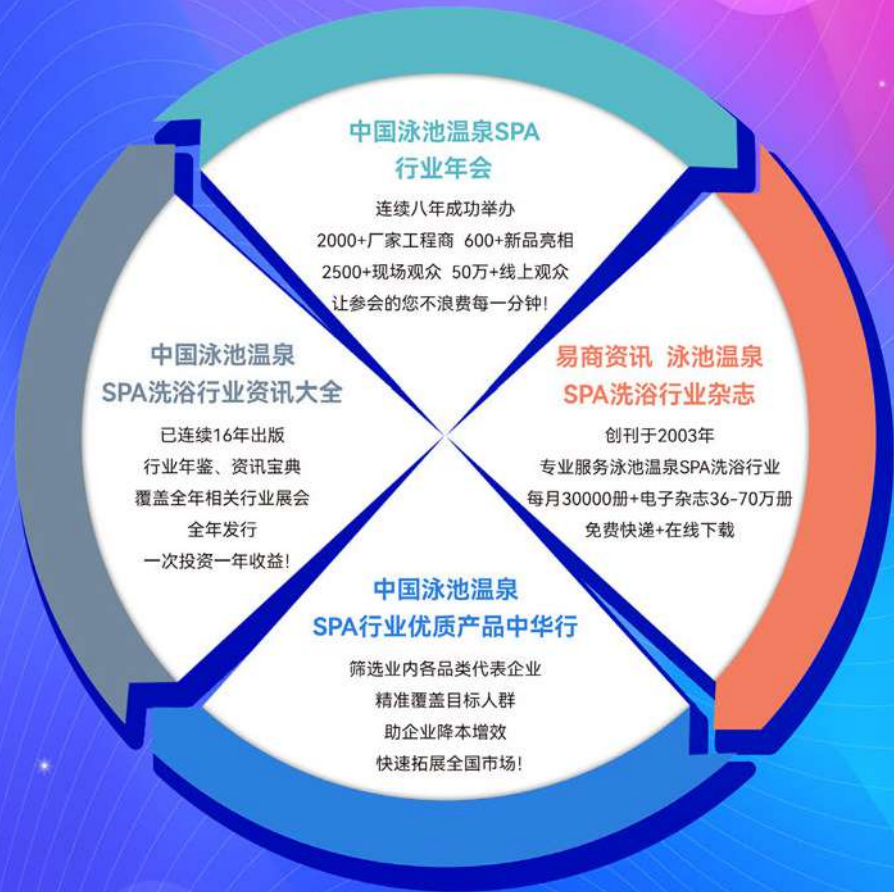 中国泳池温泉SPA
行业年会
连续八年成功举办
2000+厂家工程商 600+新品亮相
2500+现场观众 50万+线上观众
让参会的您不浪费每一分钟!
中国泳池温泉
SPA洗浴行业资讯大全
已连续16年出版
行业年鉴、资讯宝典
覆盖全年相关行业展会
全年发行
一次投资一年收益!
易商资讯 泳池温泉
SPA洗浴行业杂志
创刊于2003年
专业服务泳池温泉SPA洗浴行业
每月30000册+电子杂志36-70万册
免费快递+在线下载
中国泳池温泉
SPA行业优质产品中华行
筛选业内各品类代表企业
精准覆盖目标人群
助企业降本增效
快速拓展全国市场!